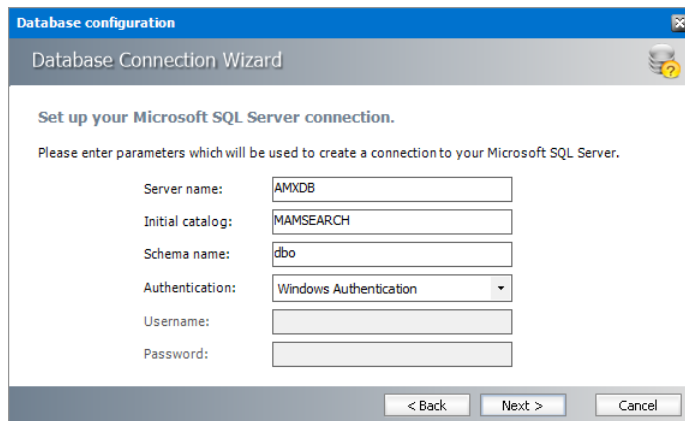 Database configuration
Database Connection Wizard
Set up your Microsoft SQL Server connection.
Please enter parameters which will be used to create a connection to your Microsoft SQL Server.
Server name: AMXDB
Initial catalog: MAMSEARCH
Schema name: dbo
Authentication: Windows Authentication
Username:
Password:
< Back Next > Cancel